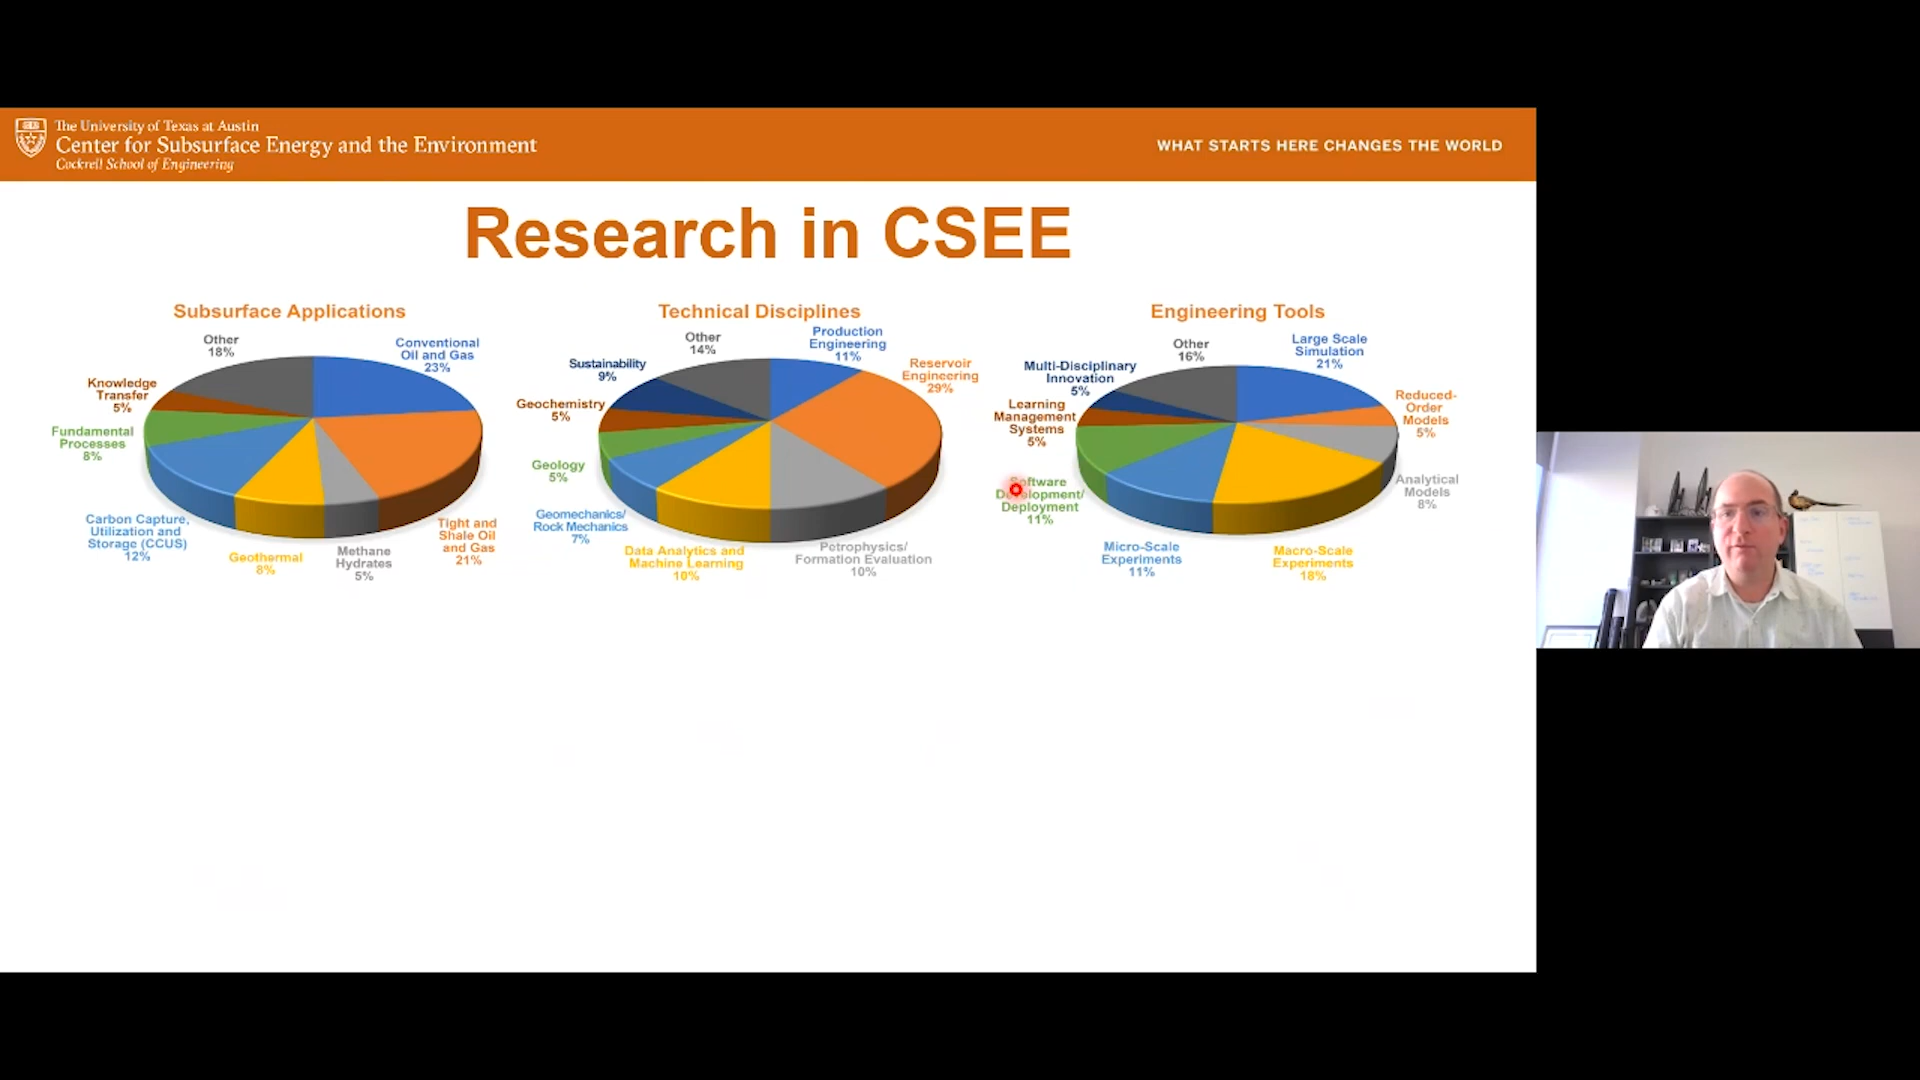 The University of Texas at Austin
Center for Subsurface Energy and the Environment
Cockrell School of Engineering
WHAT STARTS HERE CHANGES THE WORLD
Research in CSEE
Subsurface Applications
Other
18%
Conventional
Oil and Gas
23%
Knowledge
Transfer
5%
Fundamental
Processes
8%
Carbon Capture,
Utilization and
Storage (CCUS)
12%
Geothermal
8%
Methane
Hydrates
5%
Tight and
Shale Oil
and Gas
21%
Technical Disciplines
Other
14%
Production
Engineering
11%
Sustainability
9%
Reservoir
Engineering
29%
Geochemistry
5%
Geology
5%
Geomechanics/
Rock Mechanics
7%
Data Analytics and
Machine Learning
10%
Petrophysics/
Formation Evaluation
10%
Engineering Tools
Other
16%
Large Scale
Simulation
21%
Multi-Disciplinary
Innovation
5%
Reduced-
Order
Models
5%
Learning
Management
Systems
5%
Software
Development/
Deployment
11%
Analytical
Models
8%
Micro-Scale
Experiments
11%
Macro-Scale
Experiments
18%